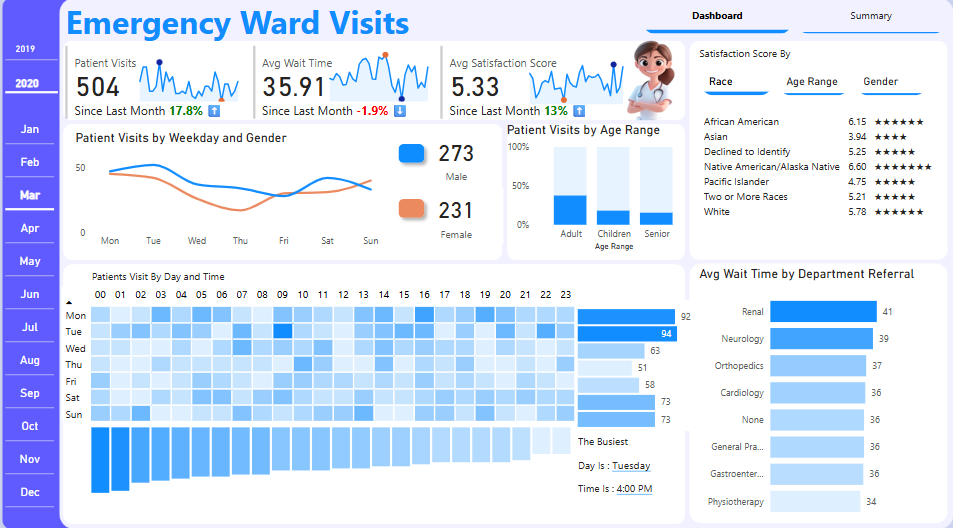 Emergency Ward Visits
Dashboard
Summary
2019
2020
Jan
Feb
Mar
Apr
May
Jun
Jul
Aug
Sep
Oct
Nov
Dec
Patient Visits
504
Since Last Month 17.8% ⬆
Avg Wait Time
35.91
Since Last Month -1.9% ⬇
Avg Satisfaction Score
5.33
Since Last Month 13% ⬆
Satisfaction Score By
Race
Age Range
Gender
African American 6.15 ★★★★★★
Asian 3.94 ★★★★
Declined to Identify 5.25 ★★★★★
Native American/Alaska Native 6.60 ★★★★★★★
Pacific Islander 4.75 ★★★★★
Two or More Races 5.21 ★★★★★
White 5.78 ★★★★★★
Patient Visits by Weekday and Gender
50
0
Mon Tue Wed Thu Fri Sat Sun
273
Male
231
Female
Patient Visits by Age Range
100%
50%
0%
Adult Children Senior
Age Range
Patients Visit By Day and Time
00 01 02 03 04 05 06 07 08 09 10 11 12 13 14 15 16 17 18 19 20 21 22 23
Mon 92
Tue 94
Wed 63
Thu 51
Fri 58
Sat 73
Sun 73
The Busiest
Day Is : Tuesday
Time Is : 4:00 PM
Avg Wait Time by Department Referral
Renal 41
Neurology 39
Orthopedics 37
Cardiology 36
None 36
General Pra... 36
Gastroenter... 36
Physiotherapy 34